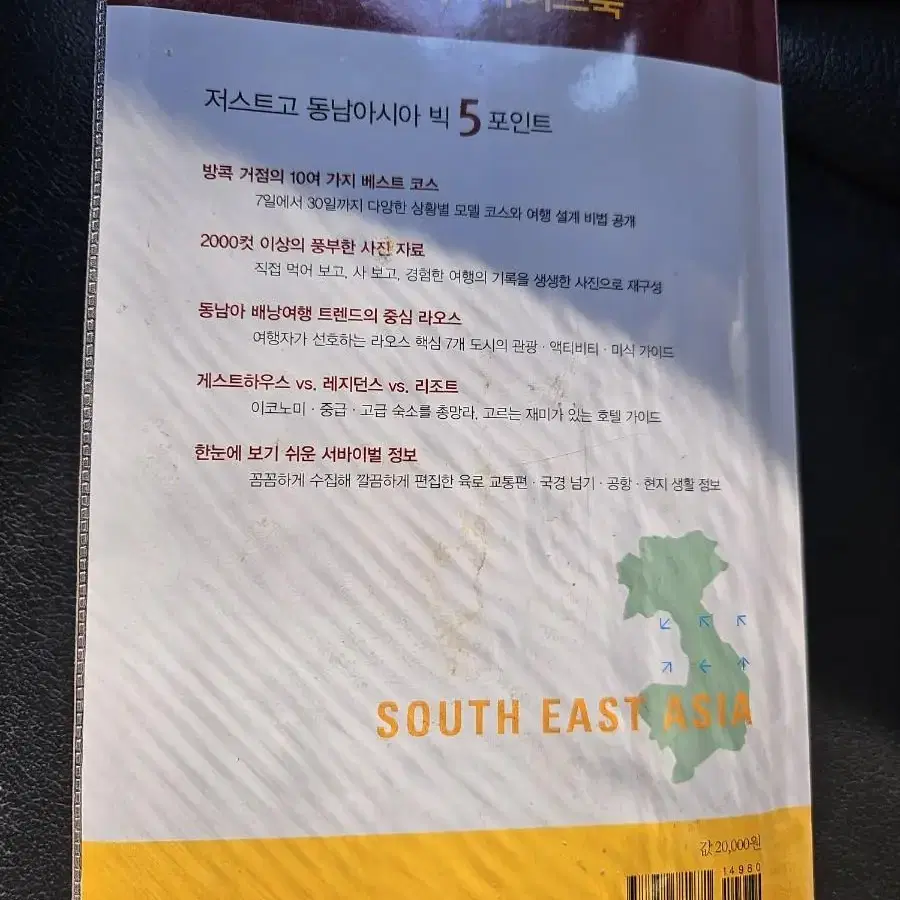 저스트고 동남아시아 빅 5 포인트
방콕 거점의 10여 가지 베스트 코스
7일에서 30일까지 다양한 상황별 모델 코스와 여행 설계 비법 공개
2000컷 이상의 풍부한 사진 자료
직접 먹어 보고, 사 보고, 경험한 여행의 기록을 생생한 사진으로 재구성
동남아 배낭여행 트렌드의 중심 라오스
여행자가 선호하는 라오스 핵심 7개 도시의 관광 · 액티비티 · 미식 가이드
게스트하우스 vs. 레지던스 vs. 리조트
이코노미 · 중급 · 고급 숙소를 총망라, 고르는 재미가 있는 호텔 가이드
한눈에 보기 쉬운 서바이벌 정보
꼼꼼하게 수집해 깔끔하게 편집한 육로 교통편 · 국경 넘기 · 공항 · 현지 생활 정보
SOUTH EAST ASIA
값 20,000원
14980